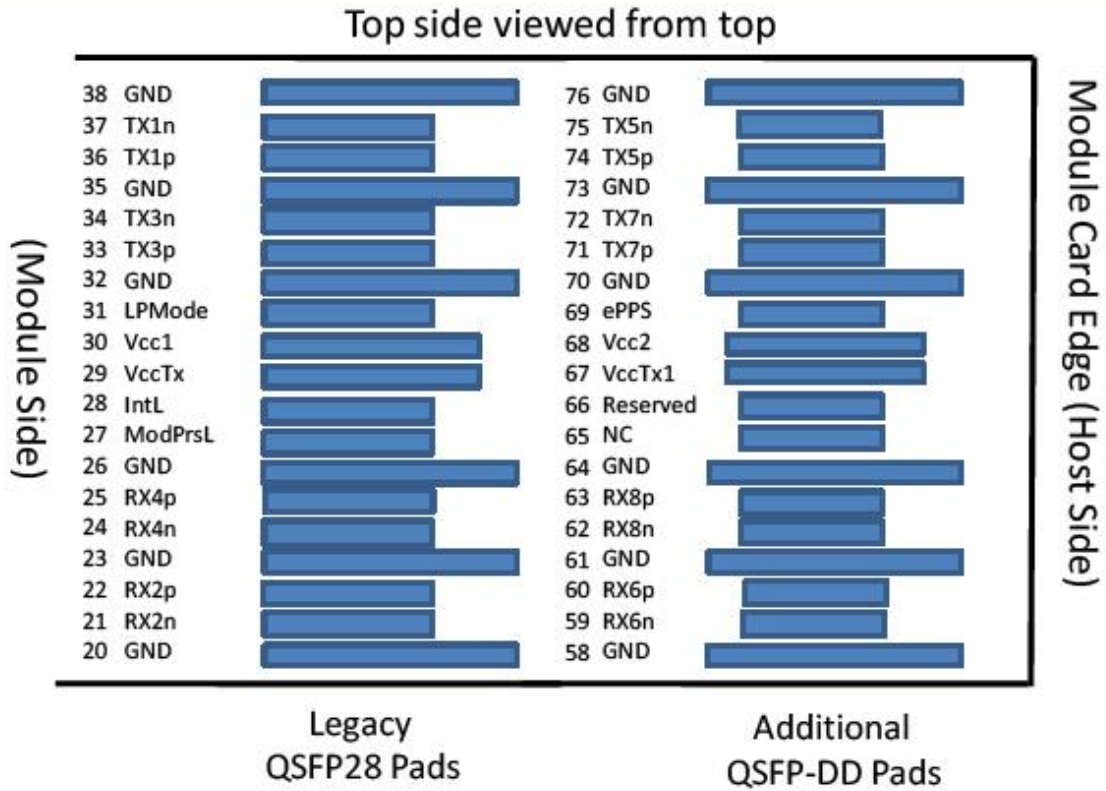 Top side viewed from top
38 GND 76 GND
37 TX1n 75 TX5n
36 TX1p 74 TX5p
35 GND 73 GND
34 TX3n 72 TX7n
33 TX3p 71 TX7p
32 GND 70 GND
31 LPMode 69 ePPS
30 Vcc1 68 Vcc2
29 VccTx 67 VccTx1
28 IntL 66 Reserved
27 ModPrsL 65 NC
26 GND 64 GND
25 RX4p 63 RX8p
24 RX4n 62 RX8n
23 GND 61 GND
22 RX2p 60 RX6p
21 RX2n 59 RX6n
20 GND 58 GND
(Module Side)
Module Card Edge (Host Side)
Legacy
QSFP28 Pads
Additional
QSFP-DD Pads